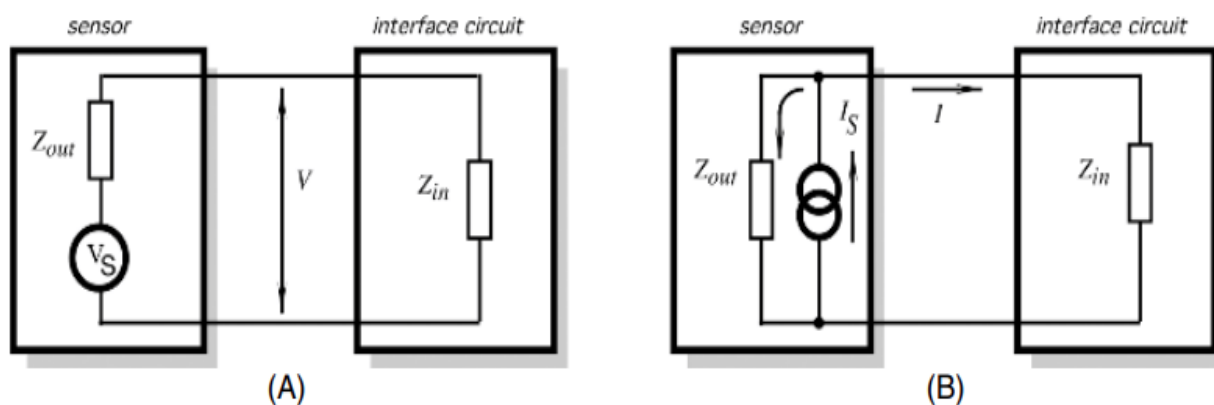 sensor
interface circuit
Zout
VS
V
Zin
(A)
sensor
interface circuit
Zout
IS
I
Zin
(B)